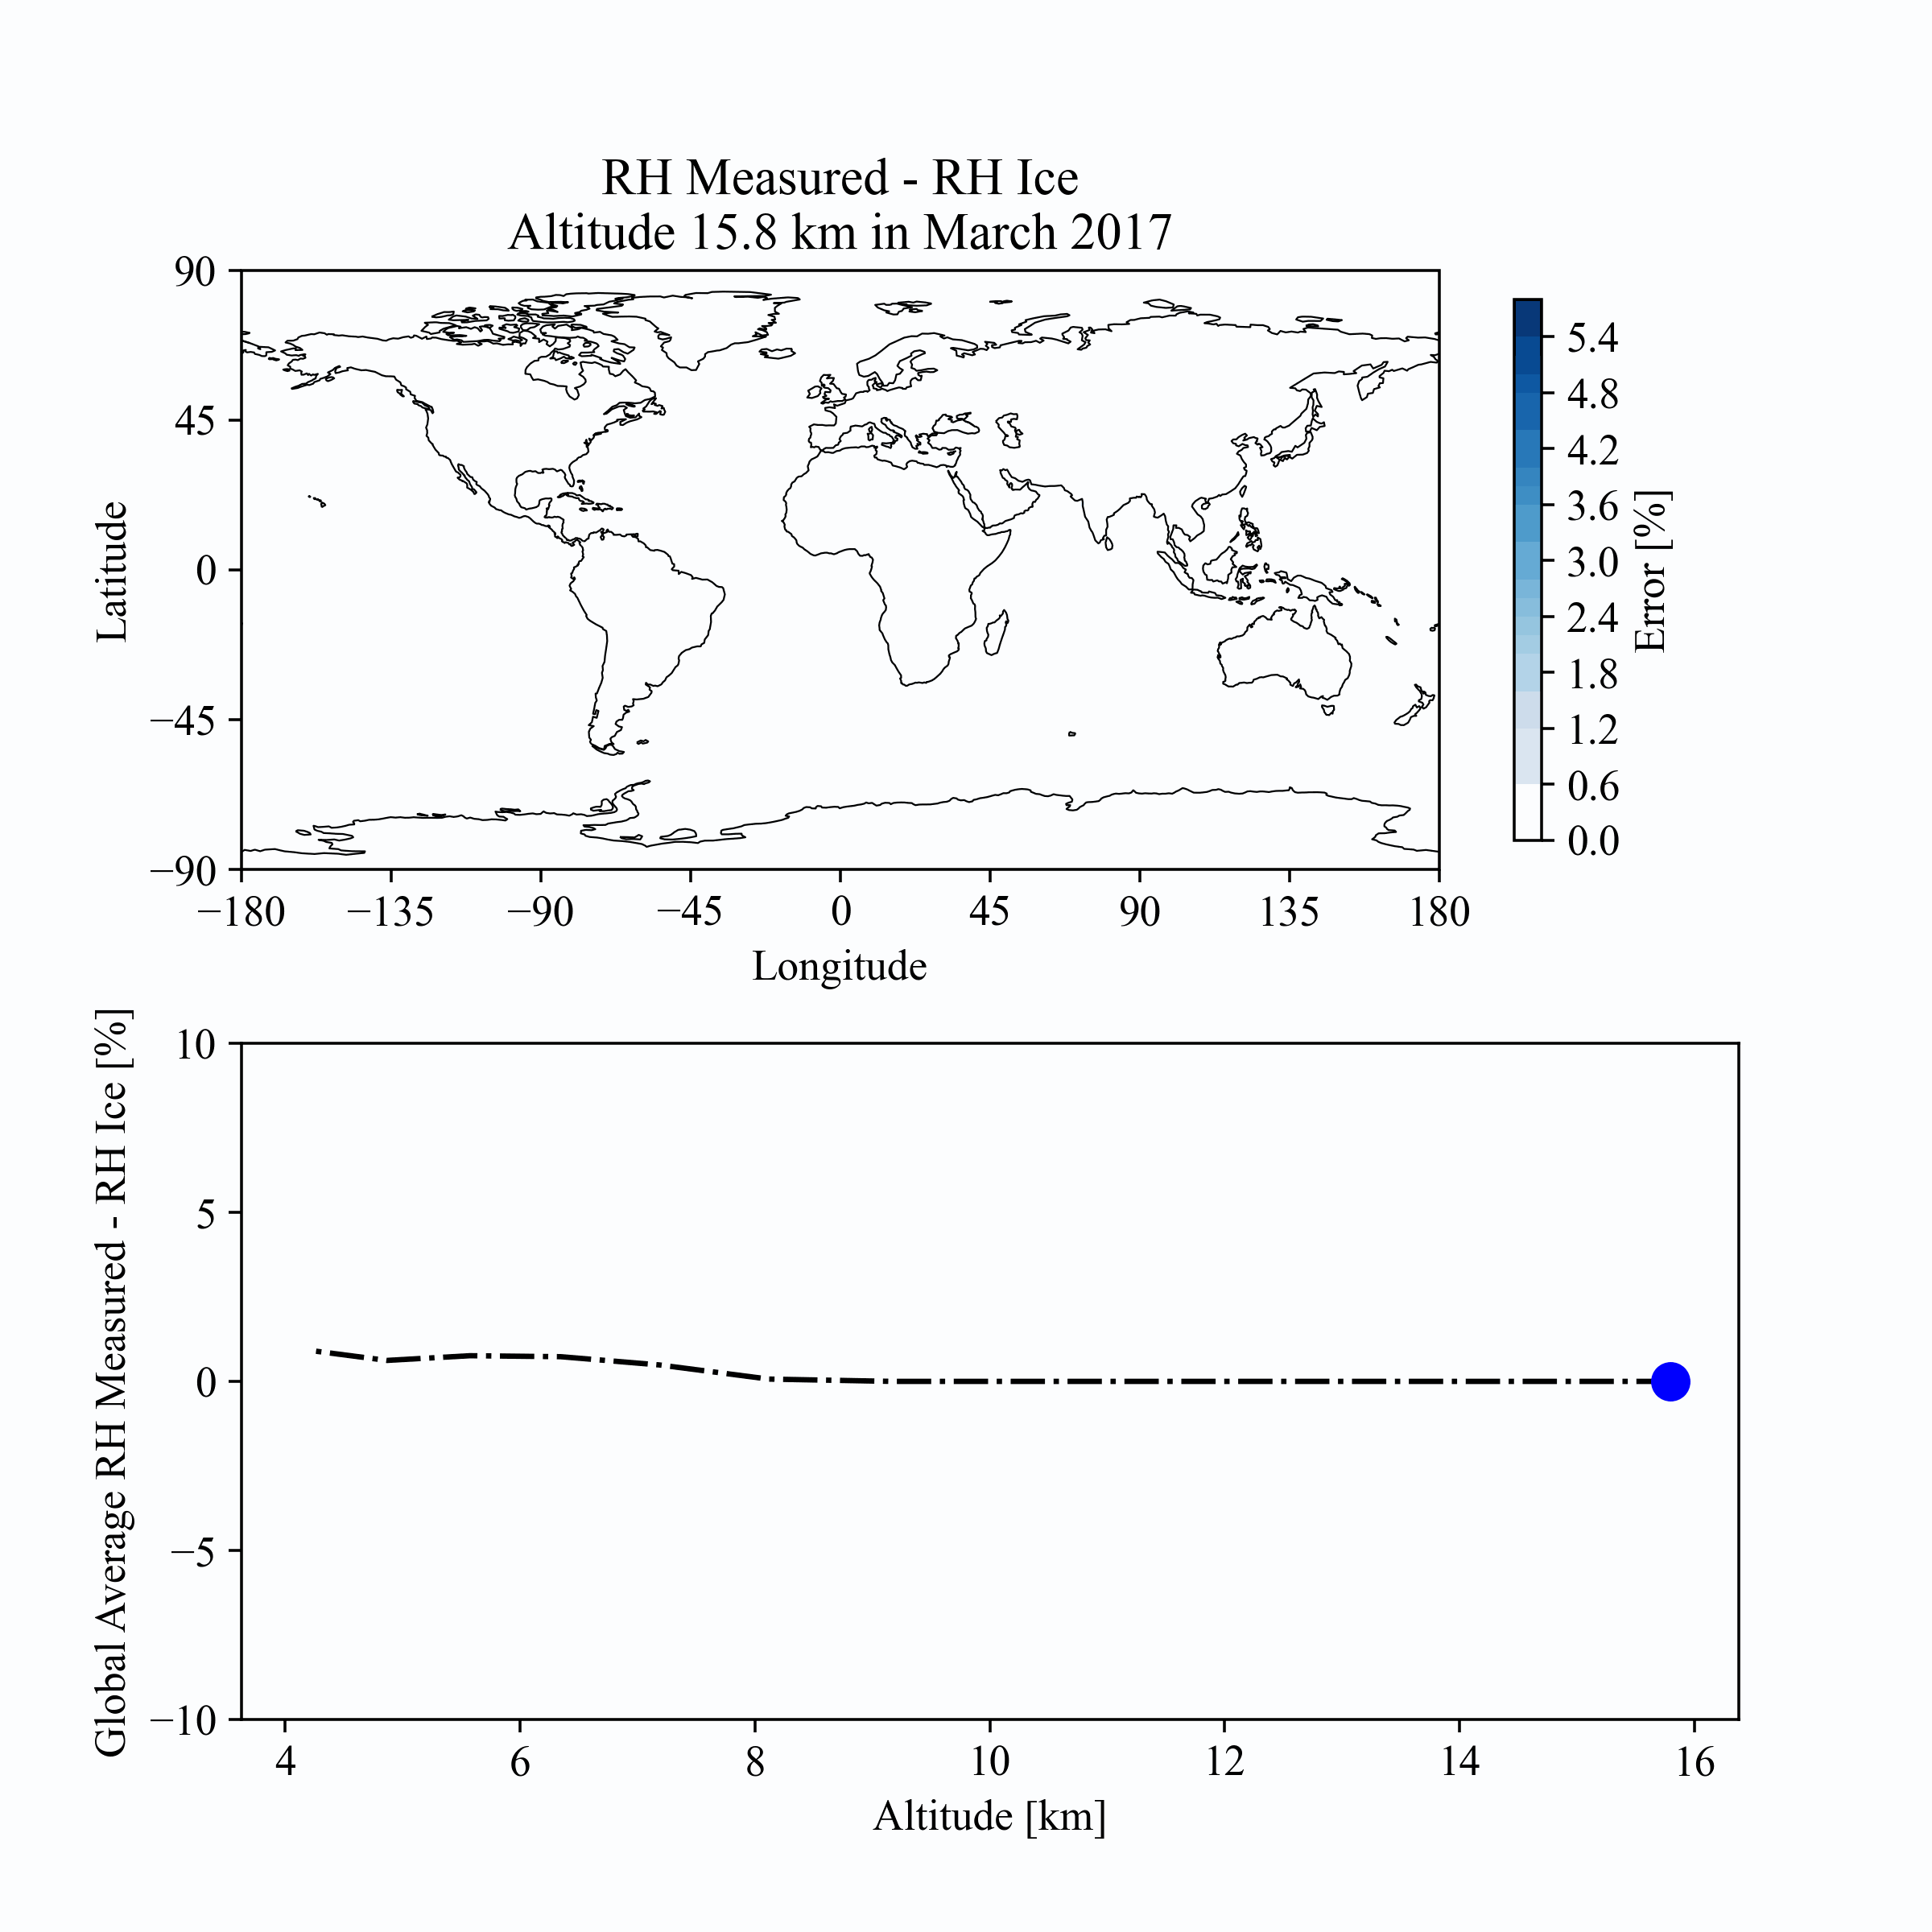 RH Measured - RH Ice
Altitude 15.8 km in March 2017
90
45
0
−45
−90
Latitude
−180 −135 −90 −45 0 45 90 135 180
Longitude
5.4
4.8
4.2
3.6
3.0
2.4
1.8
1.2
0.6
0.0
Error [%]
Global Average RH Measured - RH Ice [%]
10
5
0
−5
−10
4 6 8 10 12 14 16
Altitude [km]